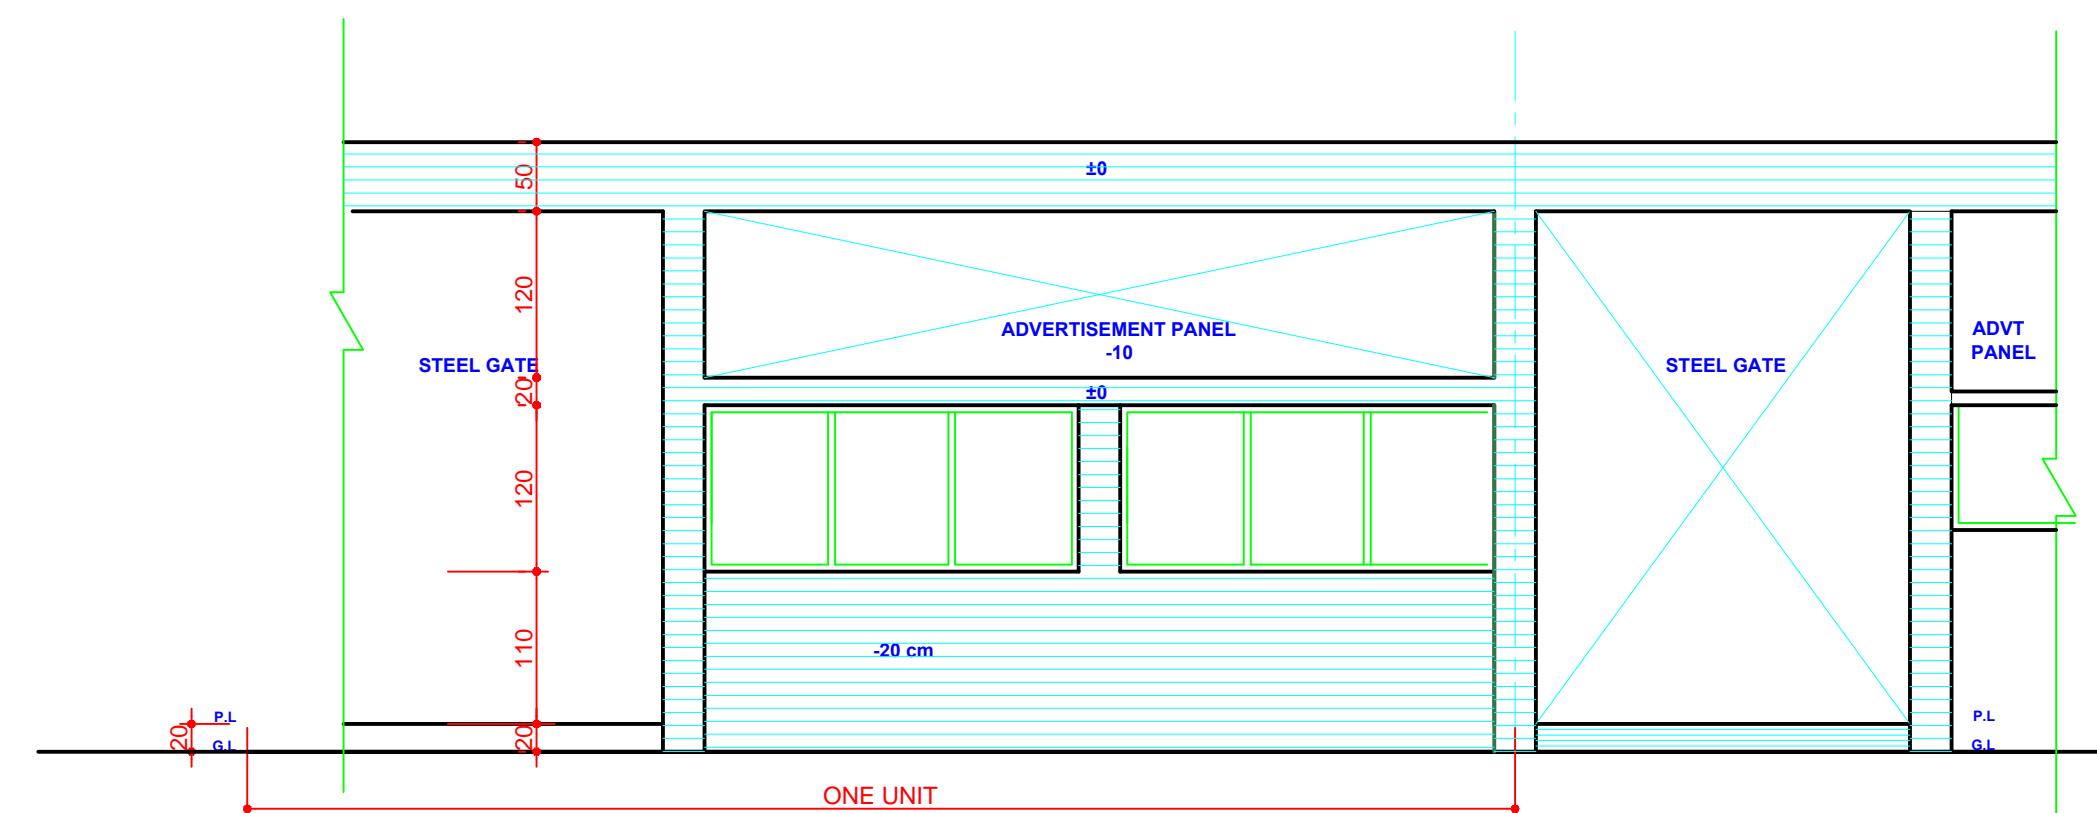 50
±0
120
ADVERTISEMENT PANEL
-10
ADVT
PANEL
STEEL GATE
STEEL GATE
20
±0
120
110
-20 cm
P.L
P.L
20
G.L
20
G.L
ONE UNIT